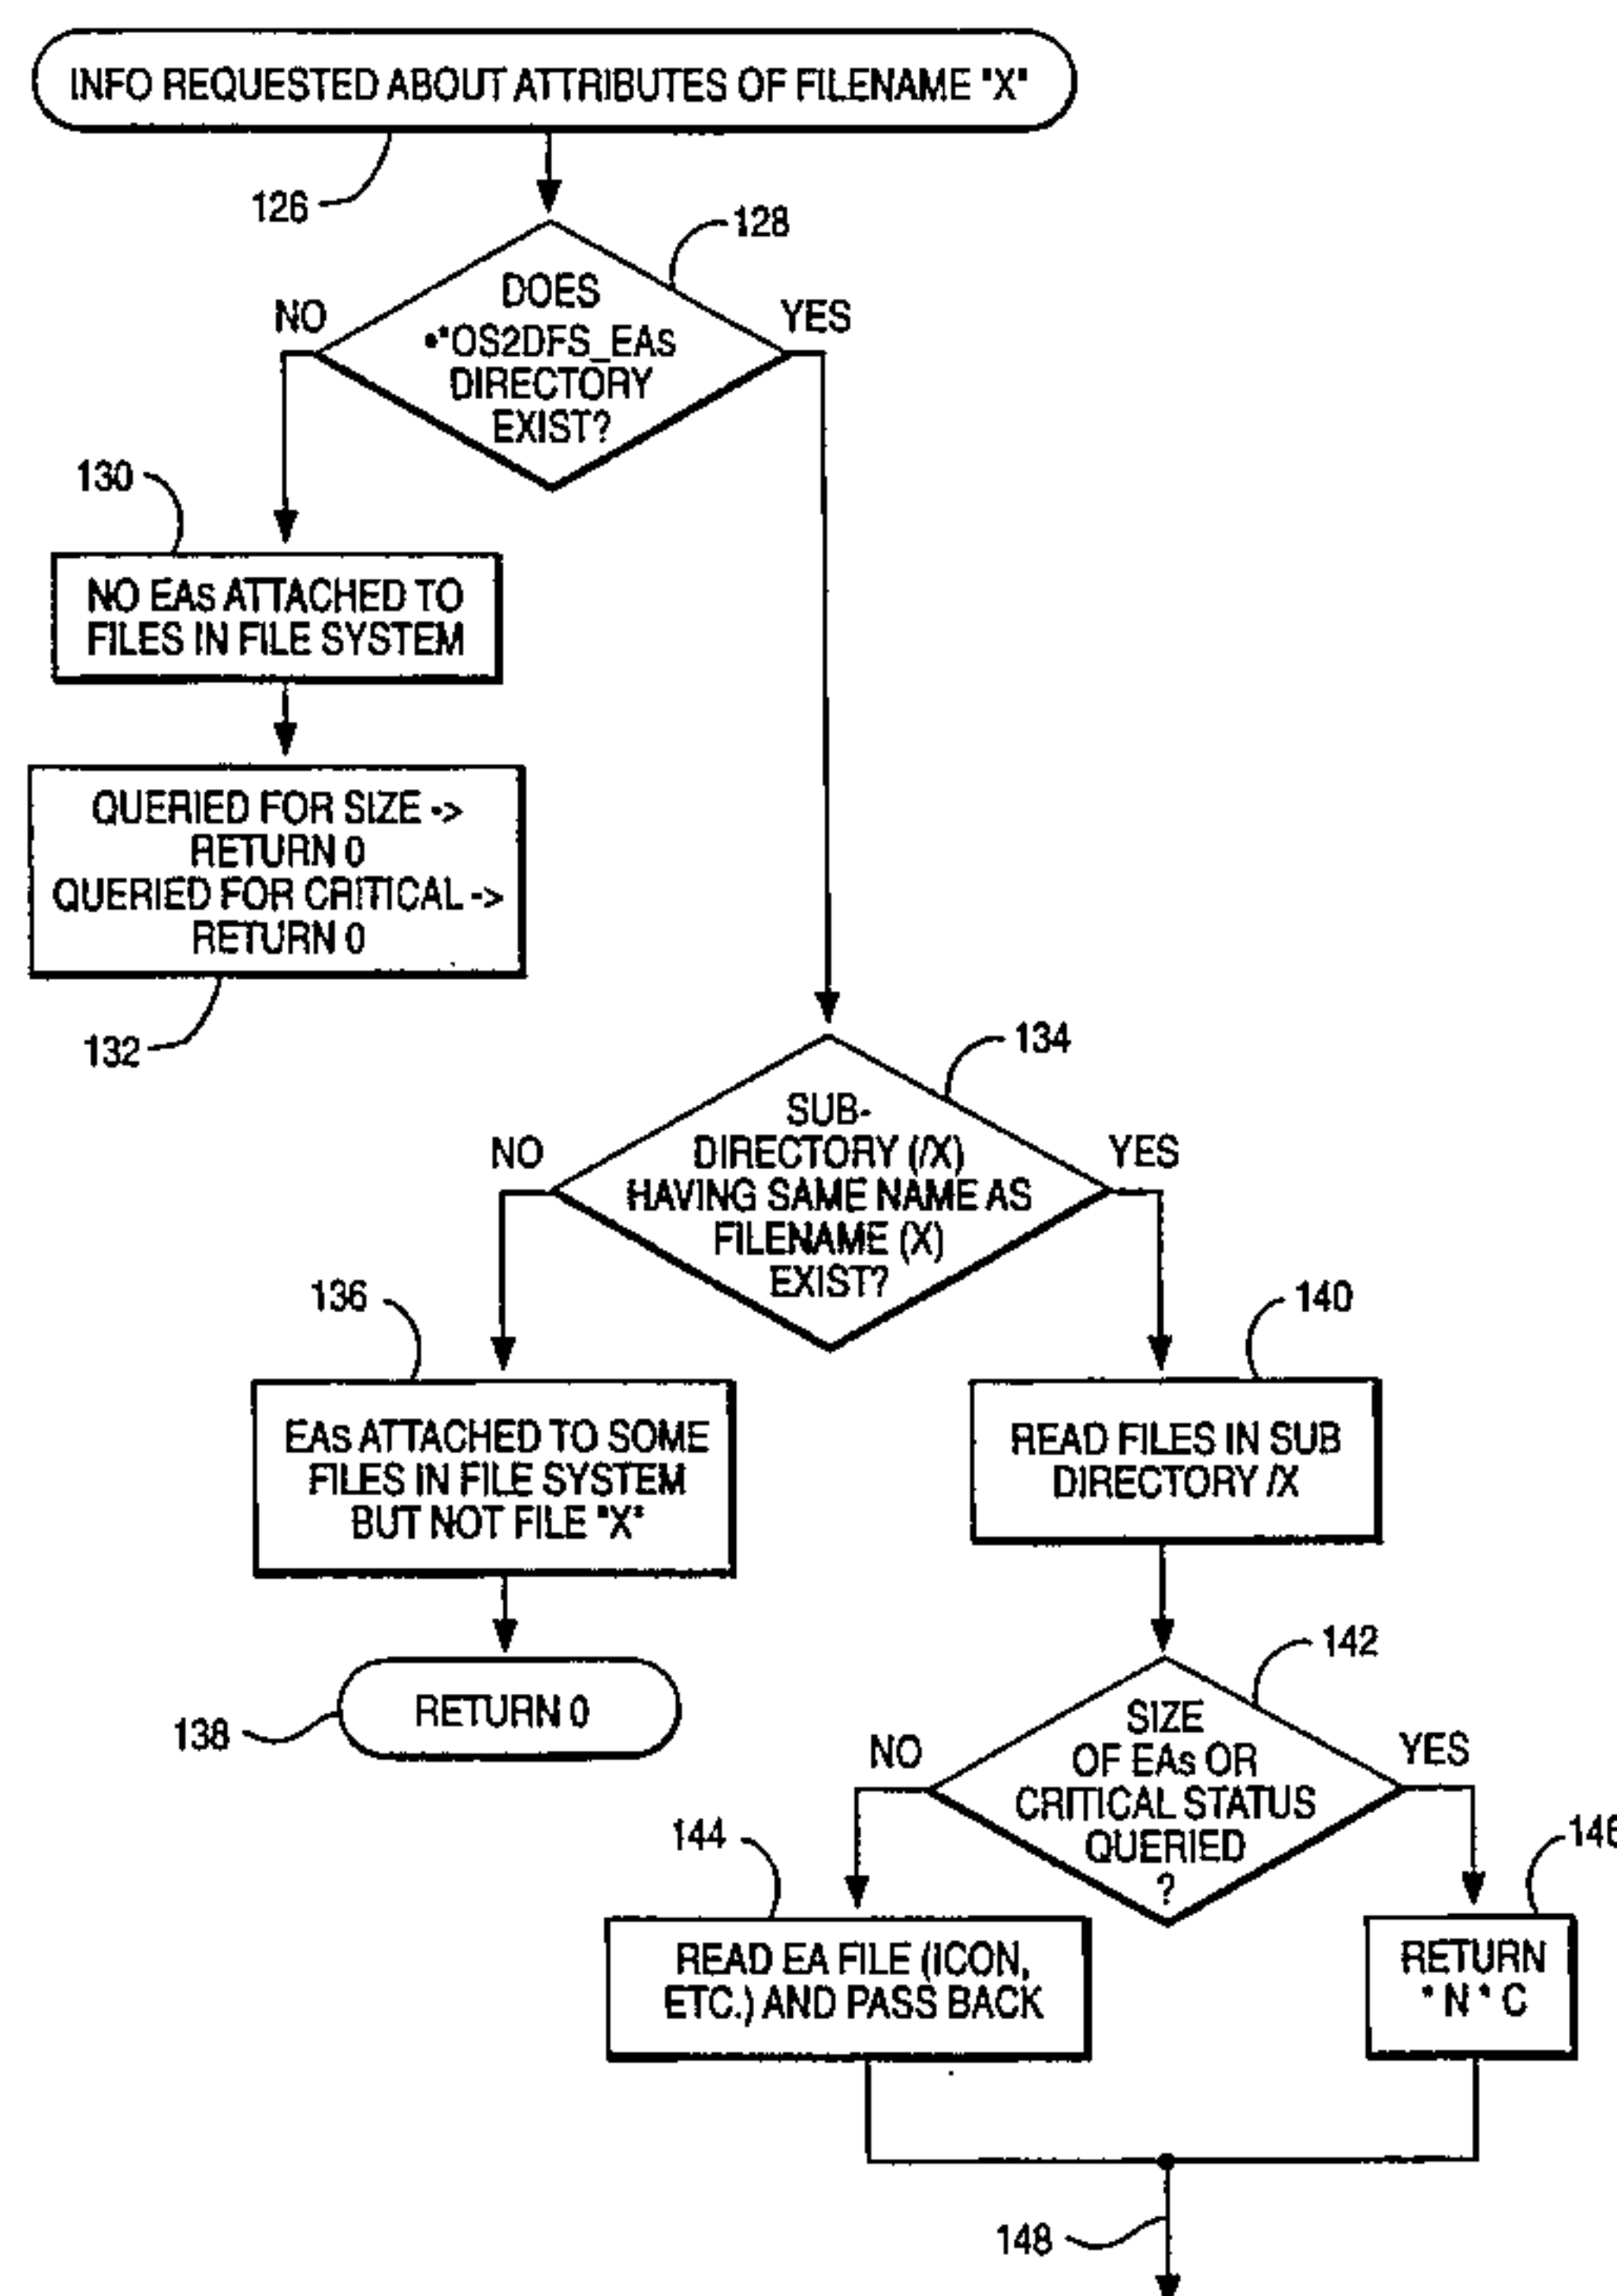 INFO REQUESTED ABOUT ATTRIBUTES OF FILENAME "X"
126
128
DOES
•"OS2DFS_EAs
DIRECTORY
EXIST?
NO
YES
130
NO EAs ATTACHED TO
FILES IN FILE SYSTEM
QUERIED FOR SIZE ->
RETURN 0
QUERIED FOR CRITICAL ->
RETURN 0
132
134
SUB-
DIRECTORY (/X)
HAVING SAME NAME AS
FILENAME (X)
EXIST?
NO
YES
136
EAs ATTACHED TO SOME
FILES IN FILE SYSTEM
BUT NOT FILE "X"
138
RETURN 0
140
READ FILES IN SUB
DIRECTORY /X
142
SIZE
OF EAs OR
CRITICAL STATUS
QUERIED
?
NO
YES
144
READ EA FILE (ICON,
ETC.) AND PASS BACK
146
RETURN
" N " C
148